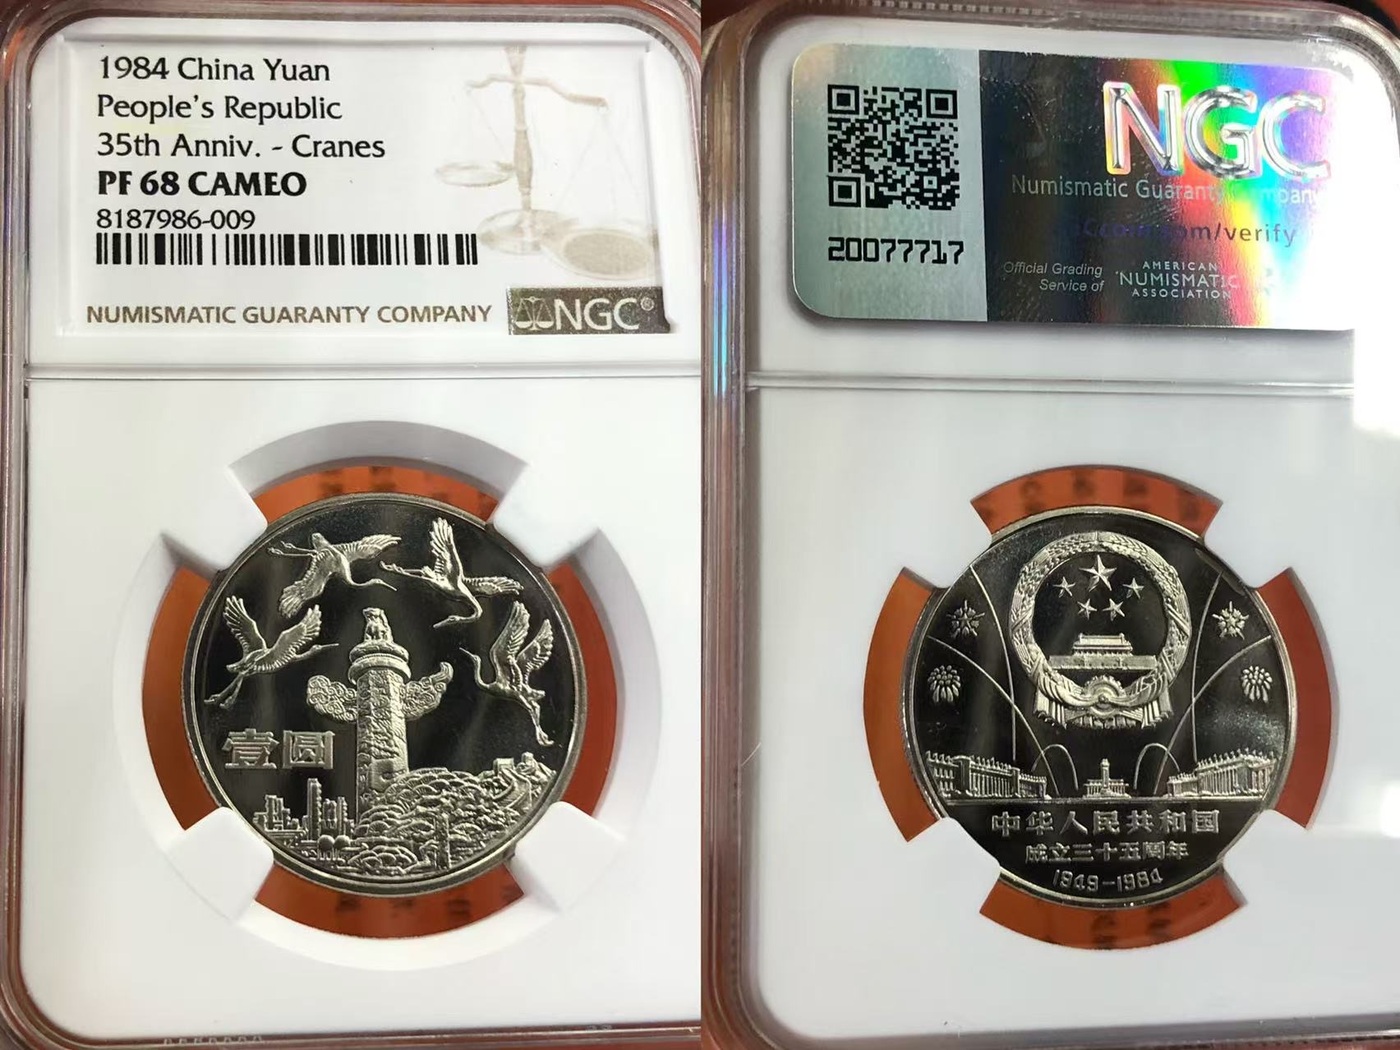 1984 China Yuan
People's Republic
35th Anniv. - Cranes
PF 68 CAMEO
8187986-009
NUMISMATIC GUARANTY COMPANY
NGC®
壹圆
NGC
Numismatic Guaranty Company
/verify
20077717
Official Grading
Service of
AMERICAN
NUMISMATIC
ASSOCIATION
中华人民共和国
成立三十五周年
1949-1984